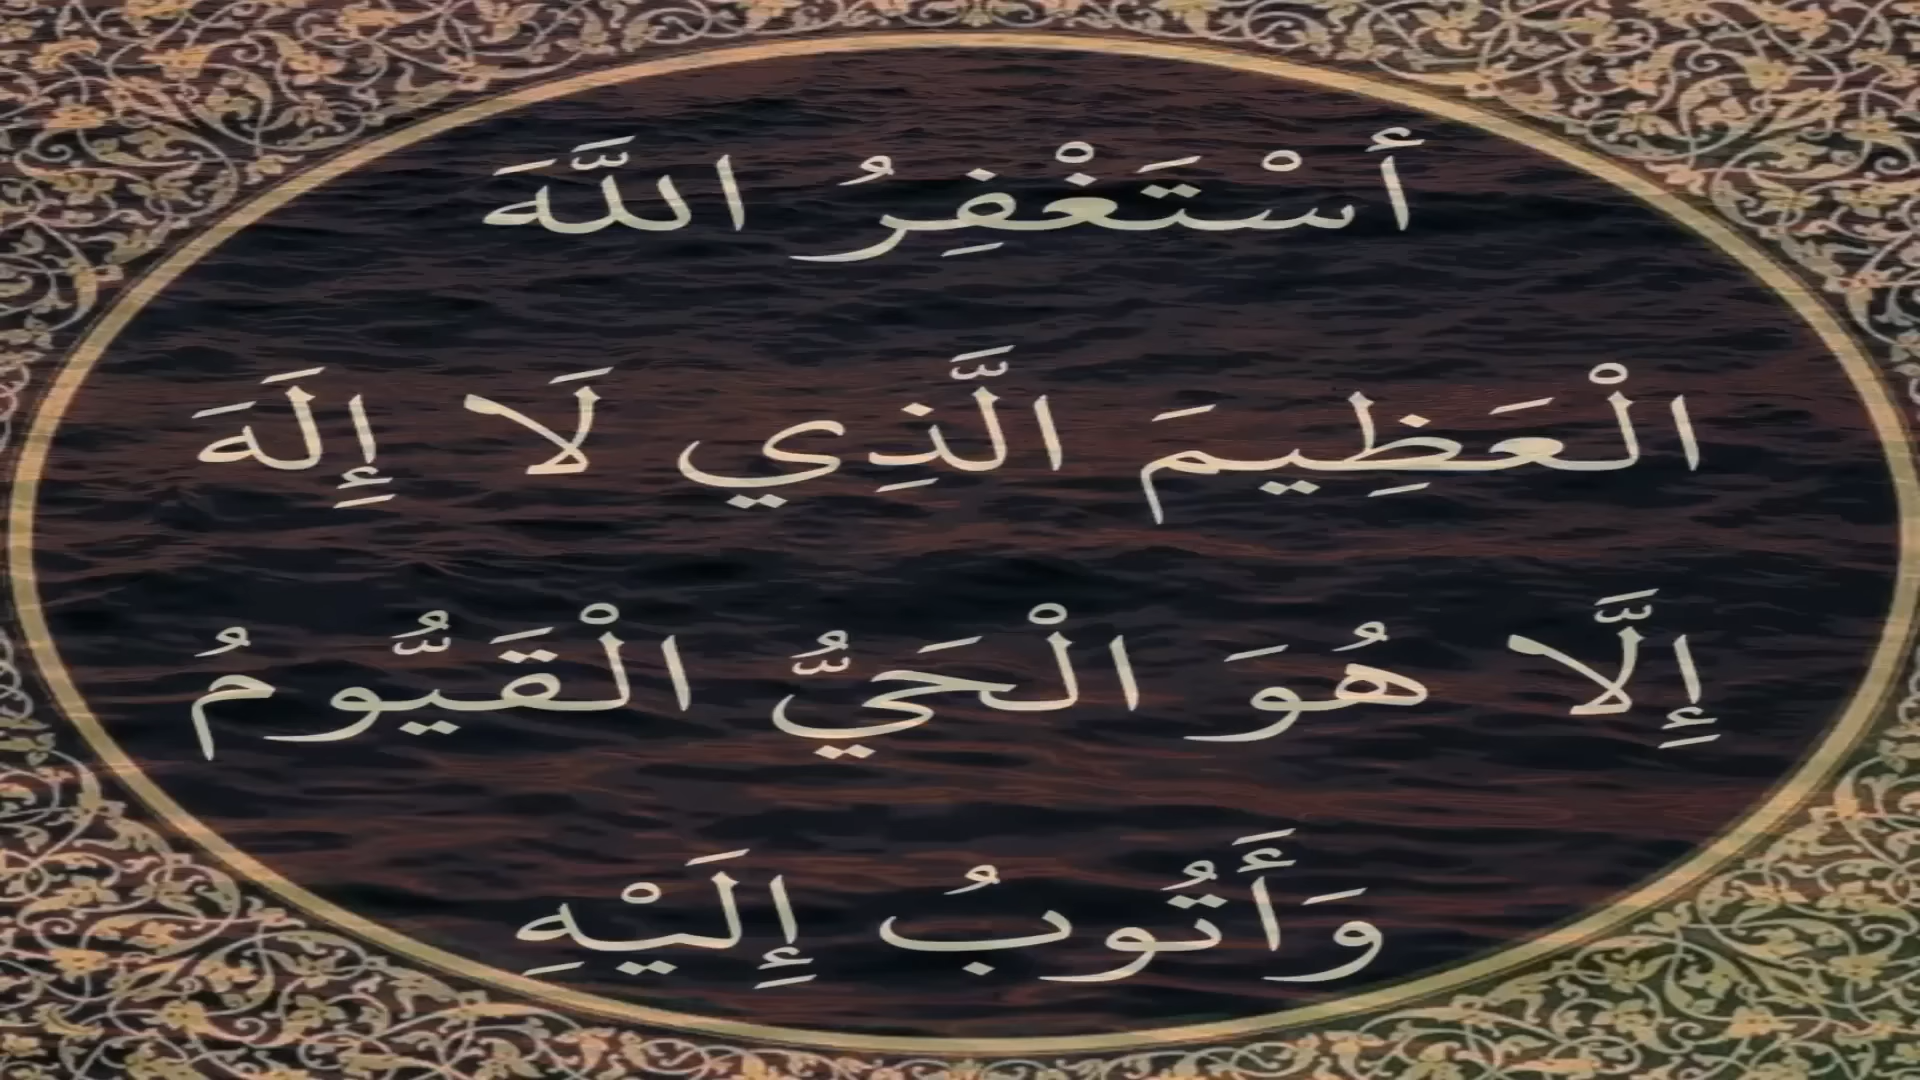 أَسْتَغْفِرُ اللَّهَ
الْعَظِيمَ الَّذِي لَا إِلَهَ
إِلَّا هُوَ الْحَيُّ الْقَيُّومُ
وَأَتُوبُ إِلَيْهِ